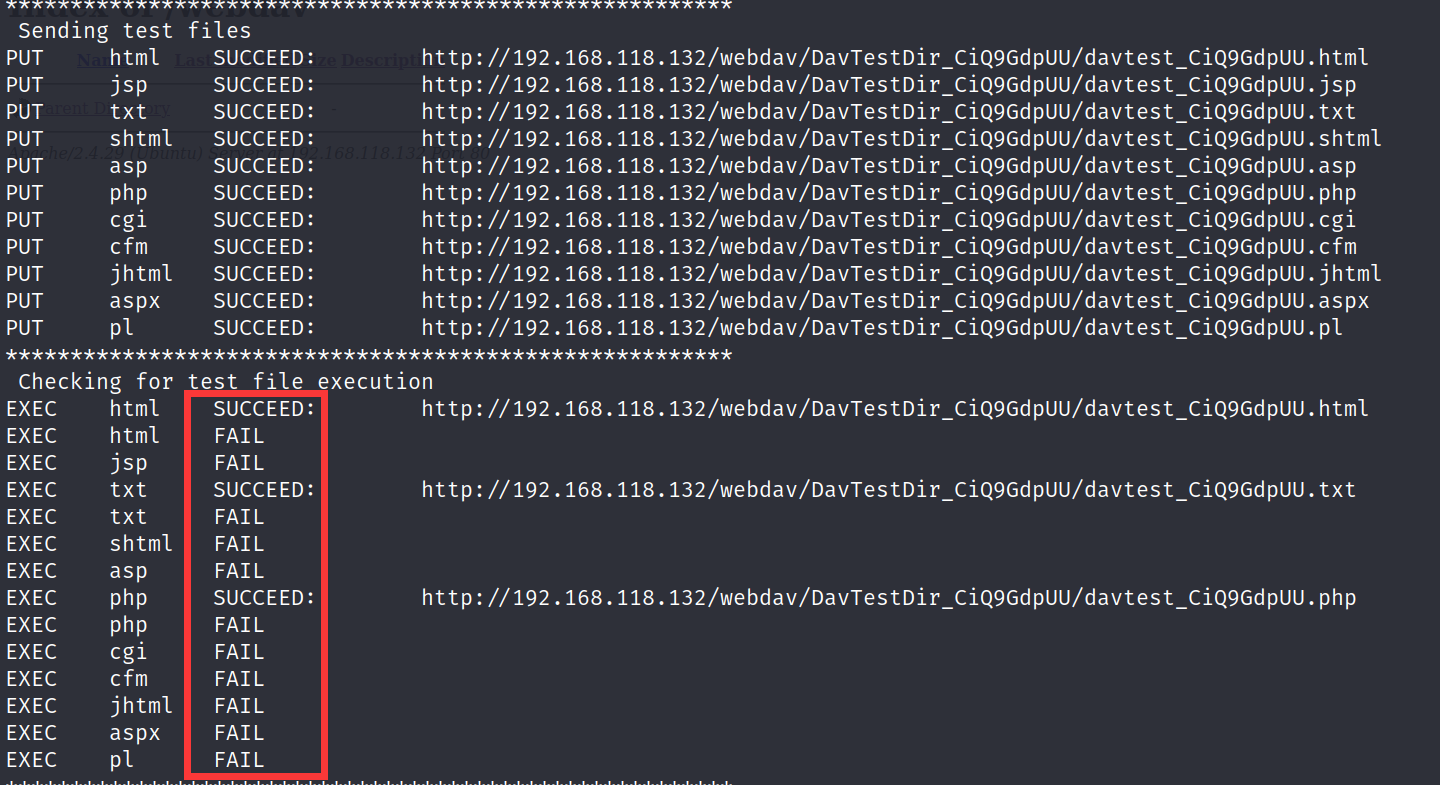 ********************************************************
Sending test files
PUT html SUCCEED: http://192.168.118.132/webdav/DavTestDir_CiQ9GdpUU/davtest_CiQ9GdpUU.html
PUT jsp SUCCEED: http://192.168.118.132/webdav/DavTestDir_CiQ9GdpUU/davtest_CiQ9GdpUU.jsp
PUT txt SUCCEED: http://192.168.118.132/webdav/DavTestDir_CiQ9GdpUU/davtest_CiQ9GdpUU.txt
PUT shtml SUCCEED: http://192.168.118.132/webdav/DavTestDir_CiQ9GdpUU/davtest_CiQ9GdpUU.shtml
PUT asp SUCCEED: http://192.168.118.132/webdav/DavTestDir_CiQ9GdpUU/davtest_CiQ9GdpUU.asp
PUT php SUCCEED: http://192.168.118.132/webdav/DavTestDir_CiQ9GdpUU/davtest_CiQ9GdpUU.php
PUT cgi SUCCEED: http://192.168.118.132/webdav/DavTestDir_CiQ9GdpUU/davtest_CiQ9GdpUU.cgi
PUT cfm SUCCEED: http://192.168.118.132/webdav/DavTestDir_CiQ9GdpUU/davtest_CiQ9GdpUU.cfm
PUT jhtml SUCCEED: http://192.168.118.132/webdav/DavTestDir_CiQ9GdpUU/davtest_CiQ9GdpUU.jhtml
PUT aspx SUCCEED: http://192.168.118.132/webdav/DavTestDir_CiQ9GdpUU/davtest_CiQ9GdpUU.aspx
PUT pl SUCCEED: http://192.168.118.132/webdav/DavTestDir_CiQ9GdpUU/davtest_CiQ9GdpUU.pl
********************************************************
Checking for test file execution
EXEC html SUCCEED: http://192.168.118.132/webdav/DavTestDir_CiQ9GdpUU/davtest_CiQ9GdpUU.html
EXEC html FAIL
EXEC jsp FAIL
EXEC txt SUCCEED: http://192.168.118.132/webdav/DavTestDir_CiQ9GdpUU/davtest_CiQ9GdpUU.txt
EXEC txt FAIL
EXEC shtml FAIL
EXEC asp FAIL
EXEC php SUCCEED: http://192.168.118.132/webdav/DavTestDir_CiQ9GdpUU/davtest_CiQ9GdpUU.php
EXEC php FAIL
EXEC cgi FAIL
EXEC cfm FAIL
EXEC jhtml FAIL
EXEC aspx FAIL
EXEC pl FAIL
********************************************************